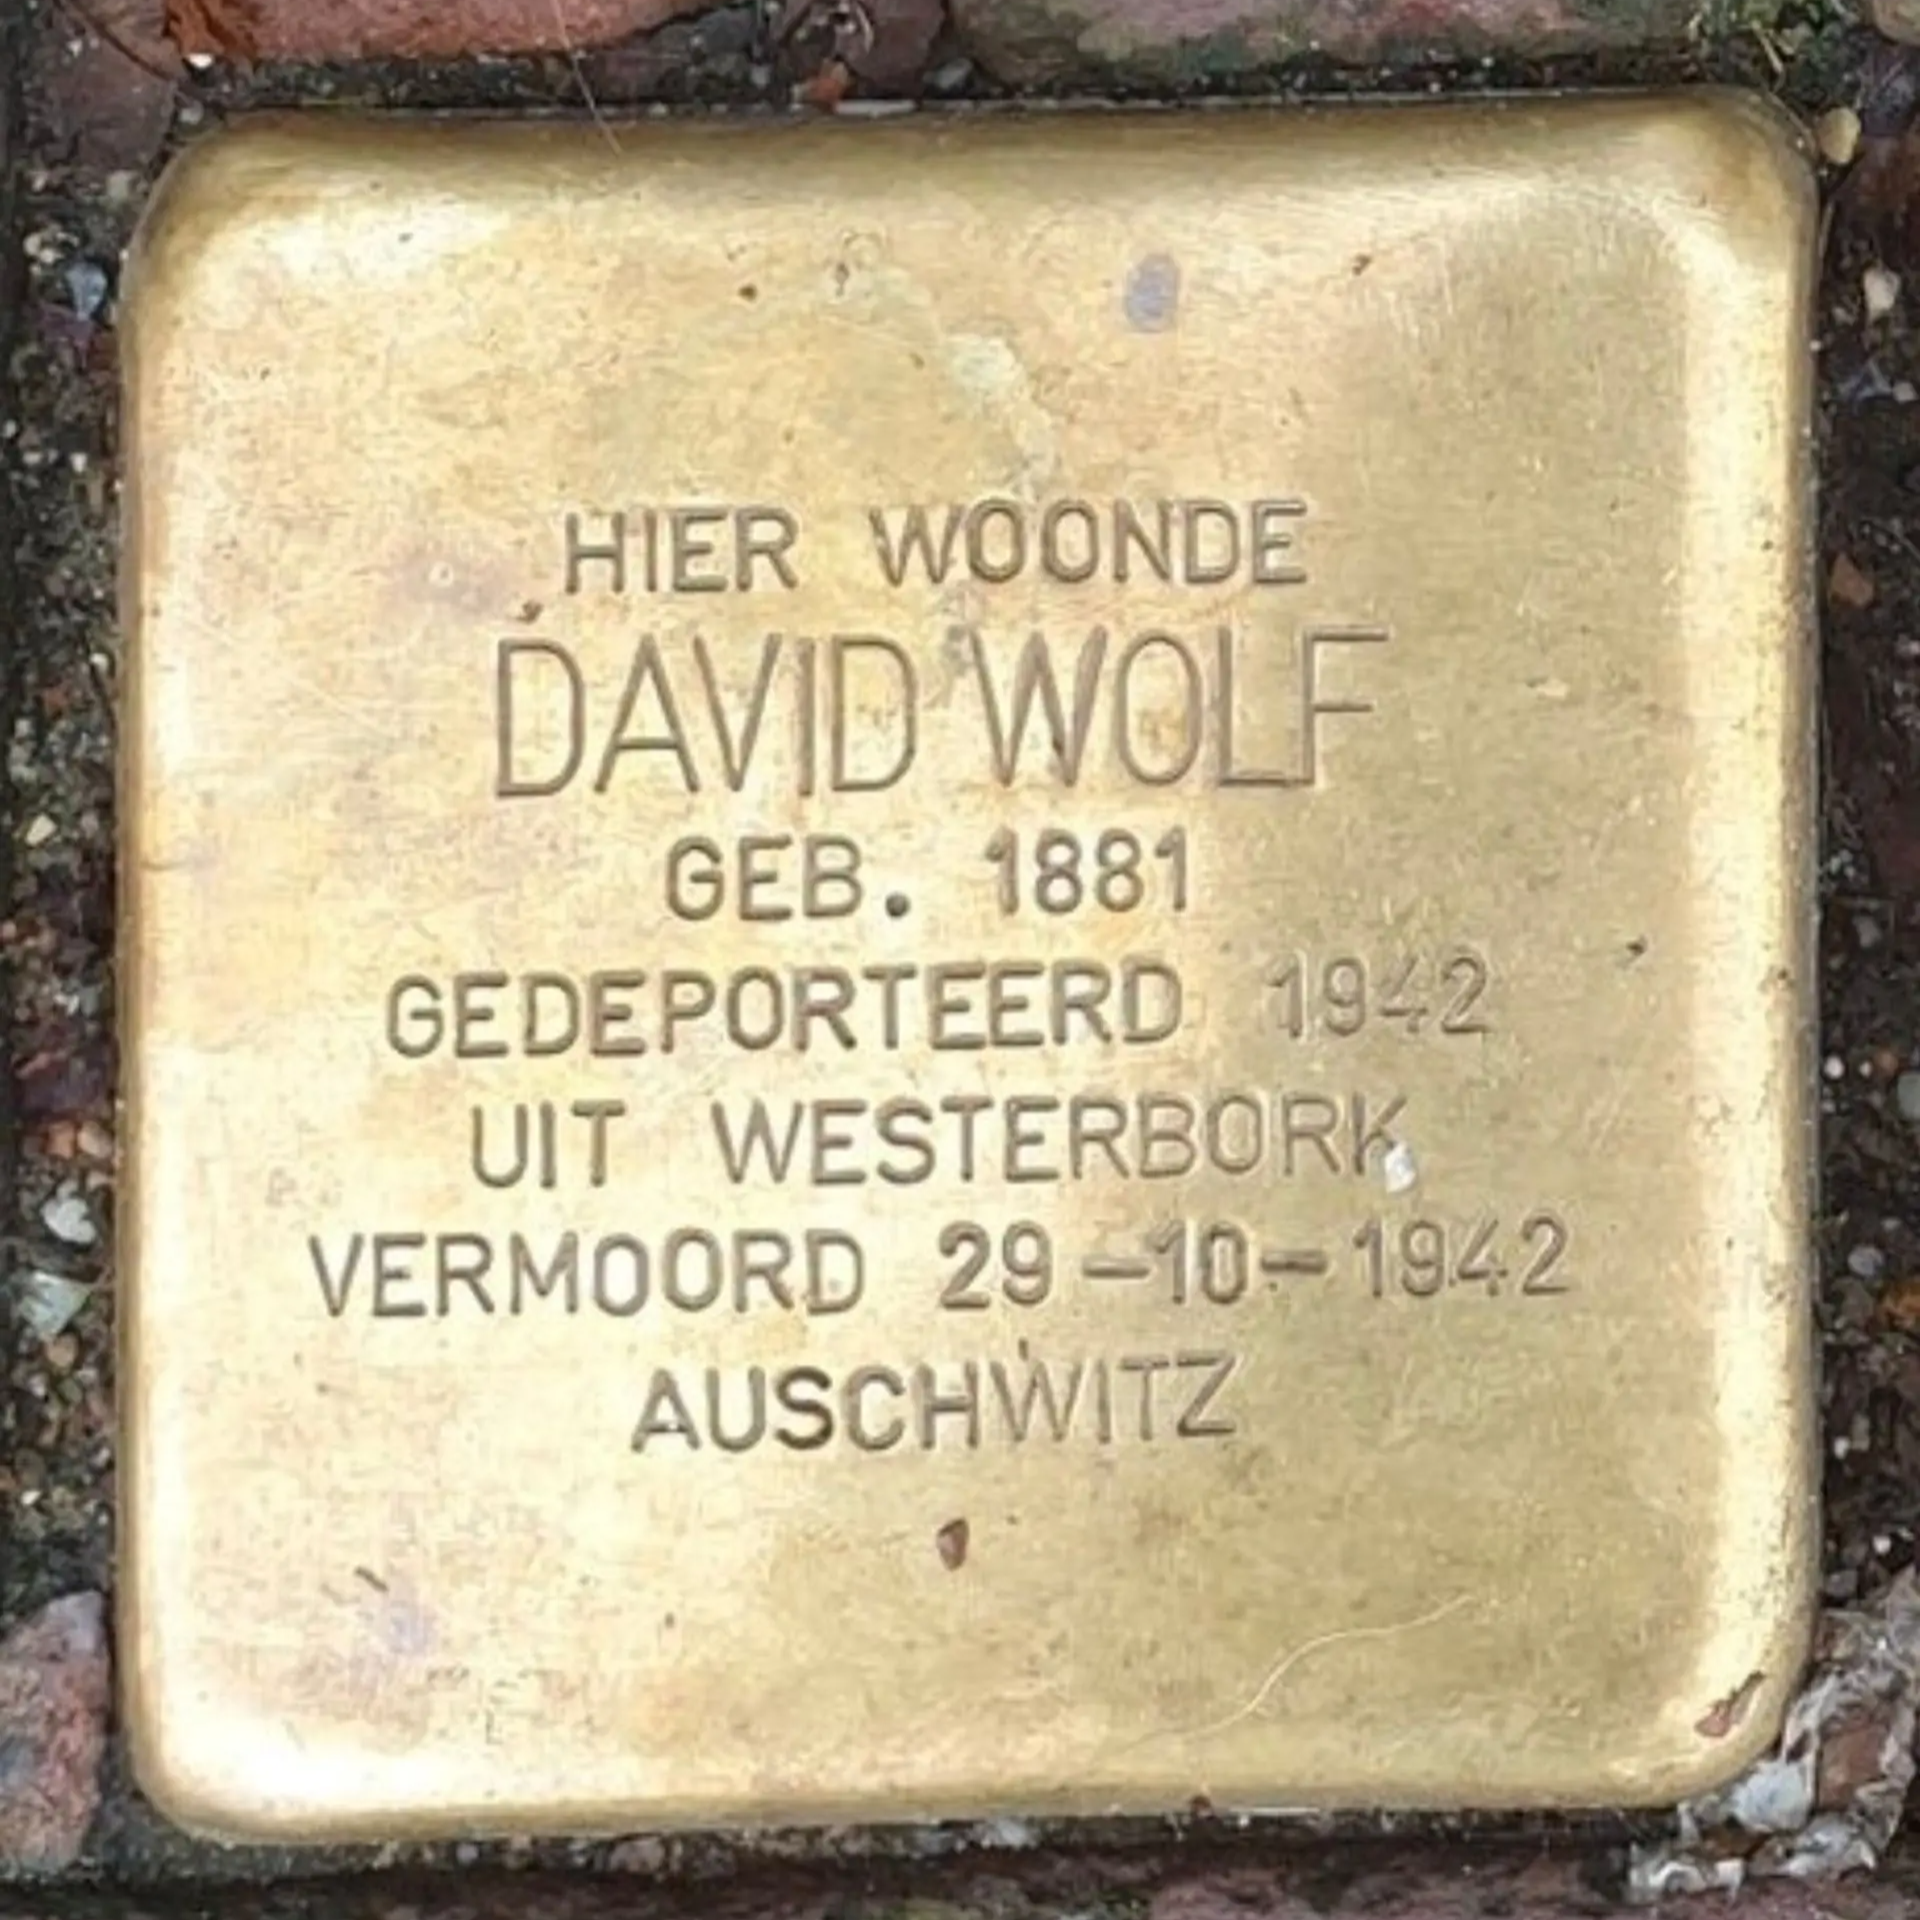 HIER WOONDE
DAVID WOLF
GEB. 1881
GEDEPORTEERD 1942
UIT WESTERBORK
VERMOORD 29-10-1942
AUSCHWITZ